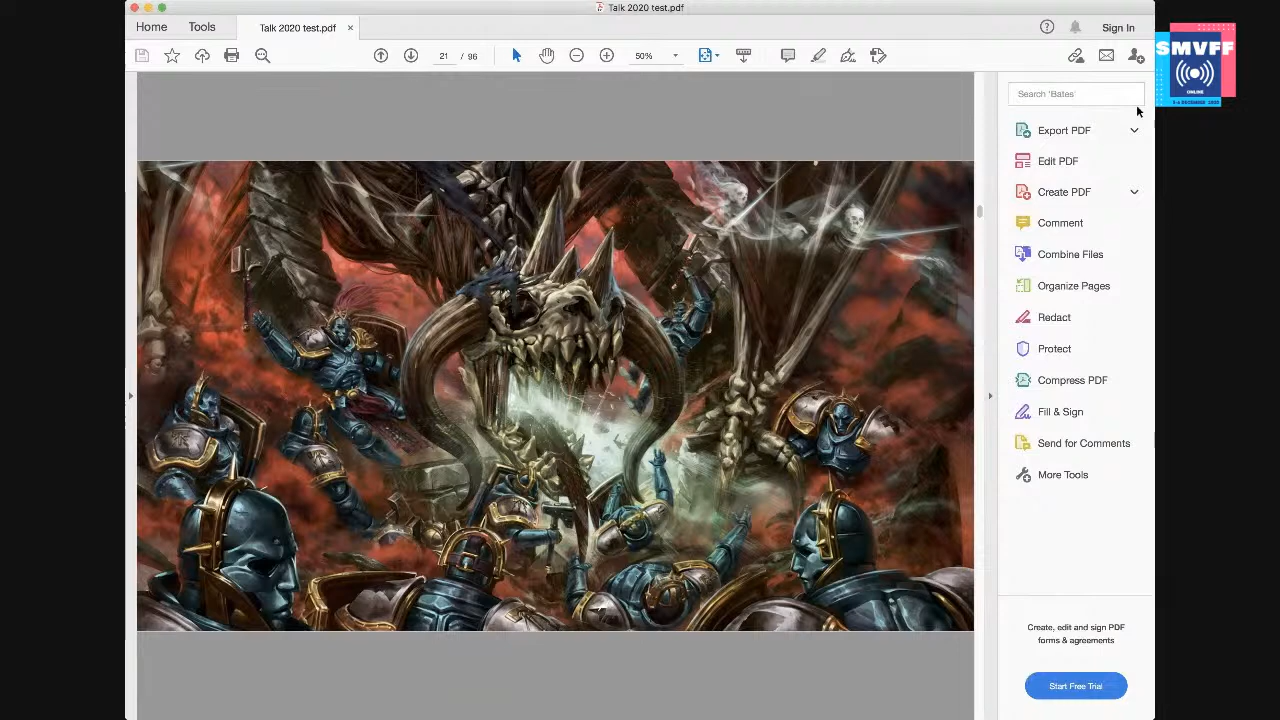 Talk 2020 test.pdf
Home
Tools
Talk 2020 test.pdf
Sign In
21 / 96
50%
SMVFF
ONLINE
Search 'Bates'
Export PDF
Edit PDF
Create PDF
Comment
Combine Files
Organize Pages
Redact
Protect
Compress PDF
Fill & Sign
Send for Comments
More Tools
Create, edit and sign PDF
forms & agreements
Start Free Trial